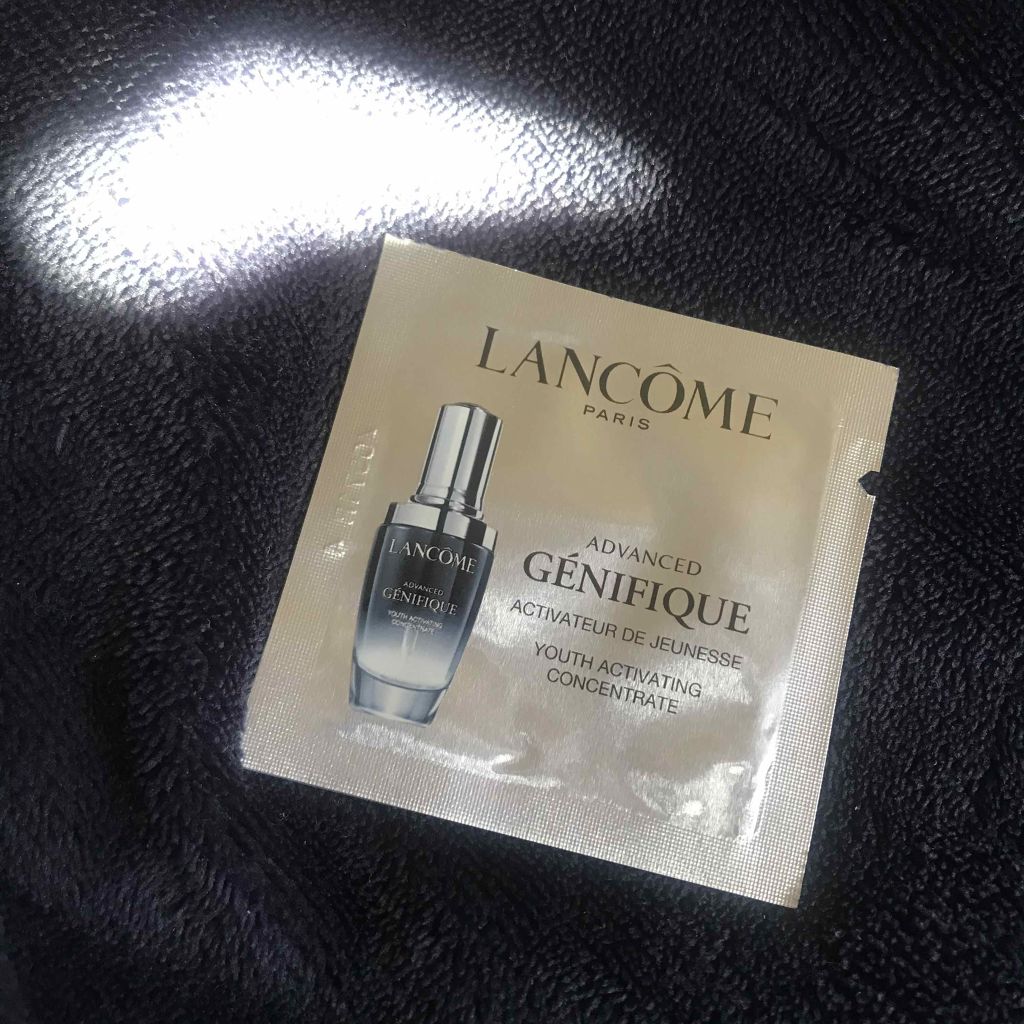 LANCÔME
PARIS
ADVANCED
GÉNIFIQUE
ACTIVATEUR DE JEUNESSE
YOUTH ACTIVATING
CONCENTRATE
LANCÔME
ADVANCED
GÉNIFIQUE
YOUTH ACTIVATING
CONCENTRATE